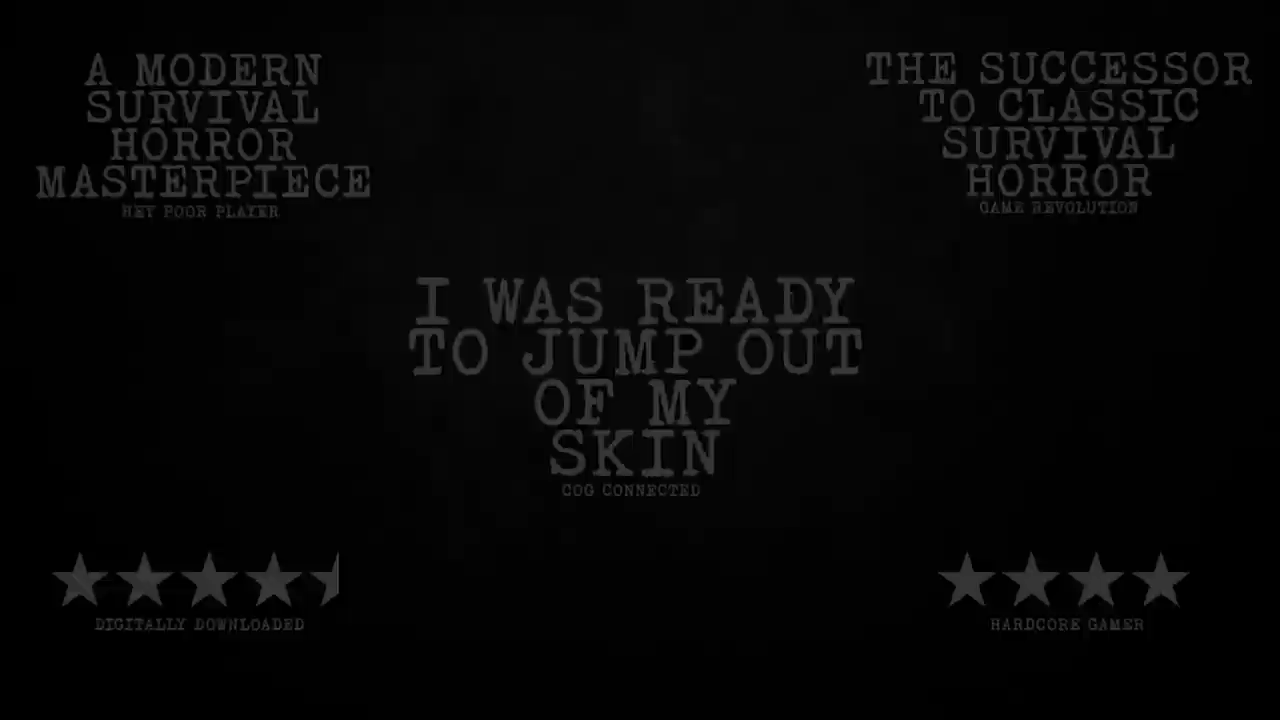 A MODERN
SURVIVAL
HORROR
MASTERPIECE
HEY POOR PLAYER
THE SUCCESSOR
TO CLASSIC
SURVIVAL
HORROR
GAME REVOLUTION
I WAS READY
TO JUMP OUT
OF MY
SKIN
COG CONNECTED
DIGITALLY DOWNLOADED
HARDCORE GAMER